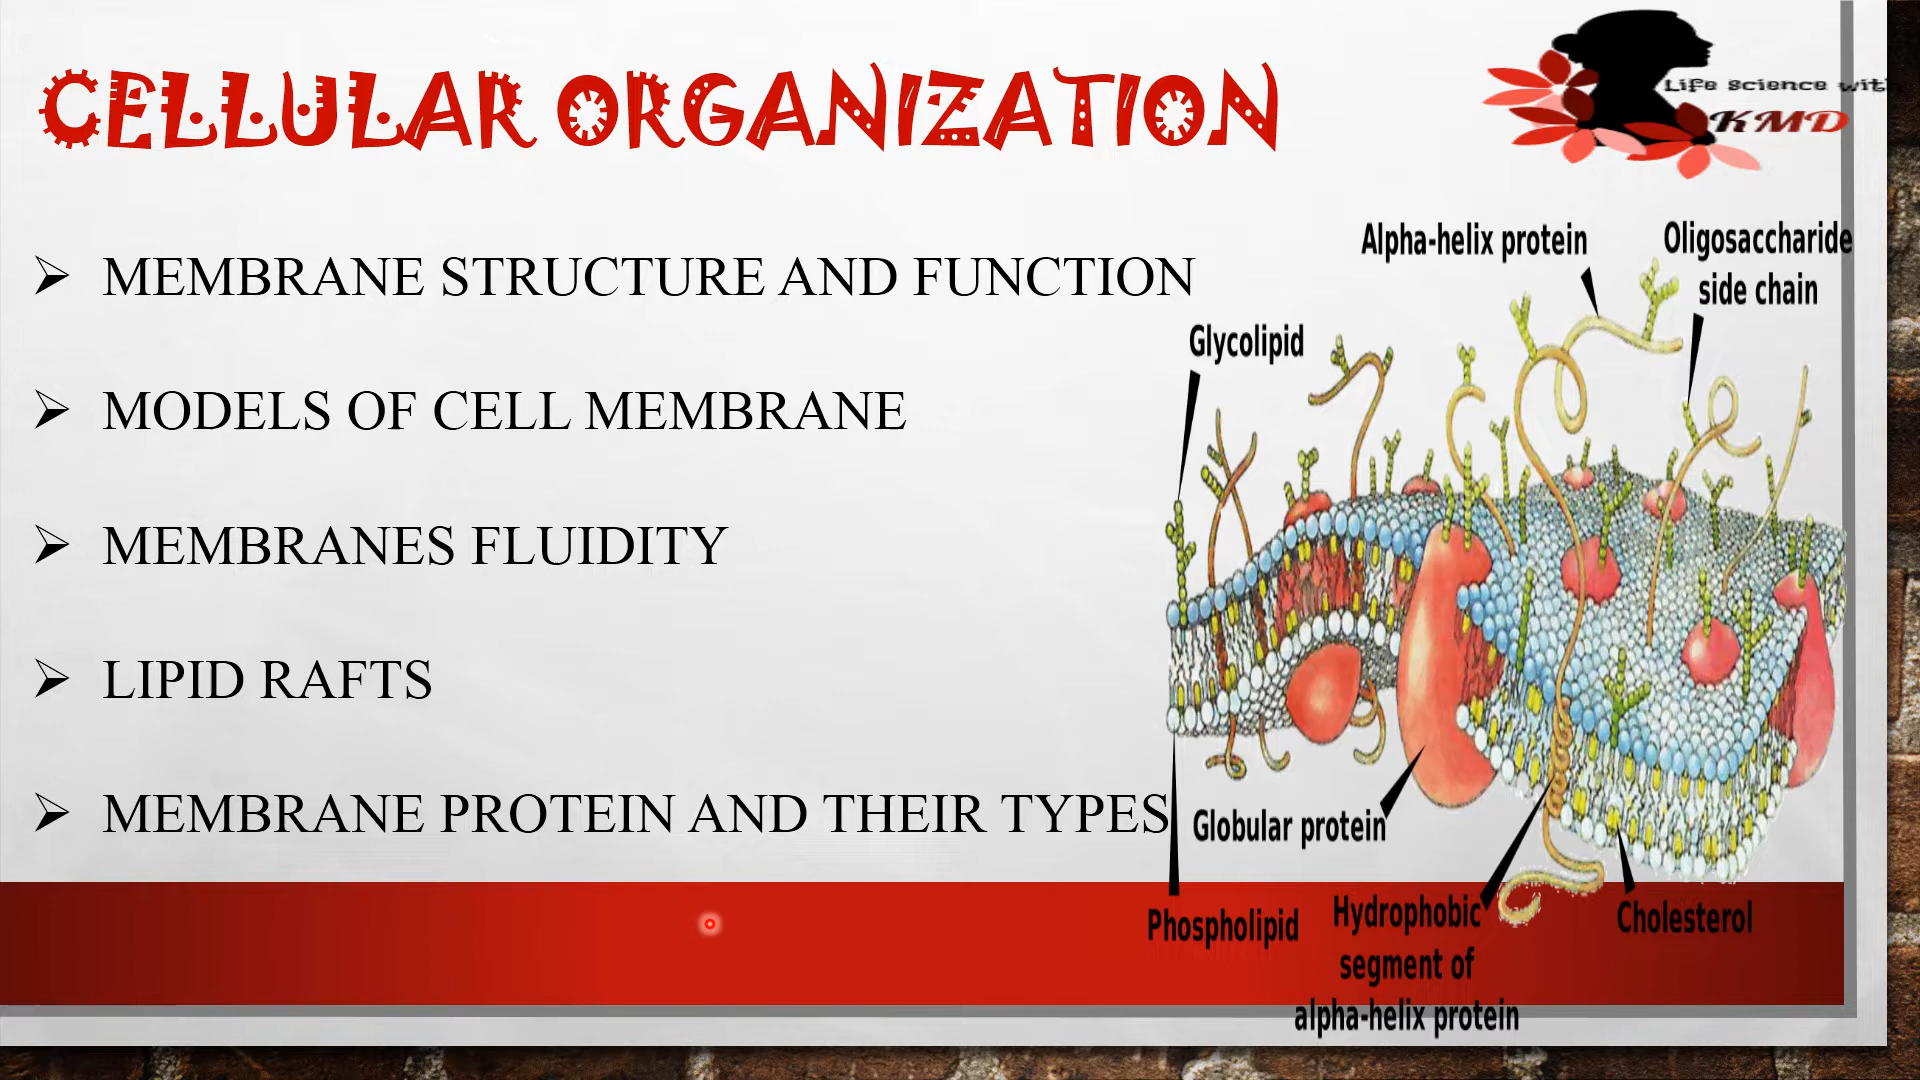 CELLULAR ORGANIZATION
Life science with
KMD
➢ MEMBRANE STRUCTURE AND FUNCTION
➢ MODELS OF CELL MEMBRANE
➢ MEMBRANES FLUIDITY
➢ LIPID RAFTS
➢ MEMBRANE PROTEIN AND THEIR TYPES
Alpha-helix protein
Oligosaccharide
side chain
Glycolipid
Globular protein
Phospholipid
Hydrophobic
segment of
alpha-helix protein
Cholesterol